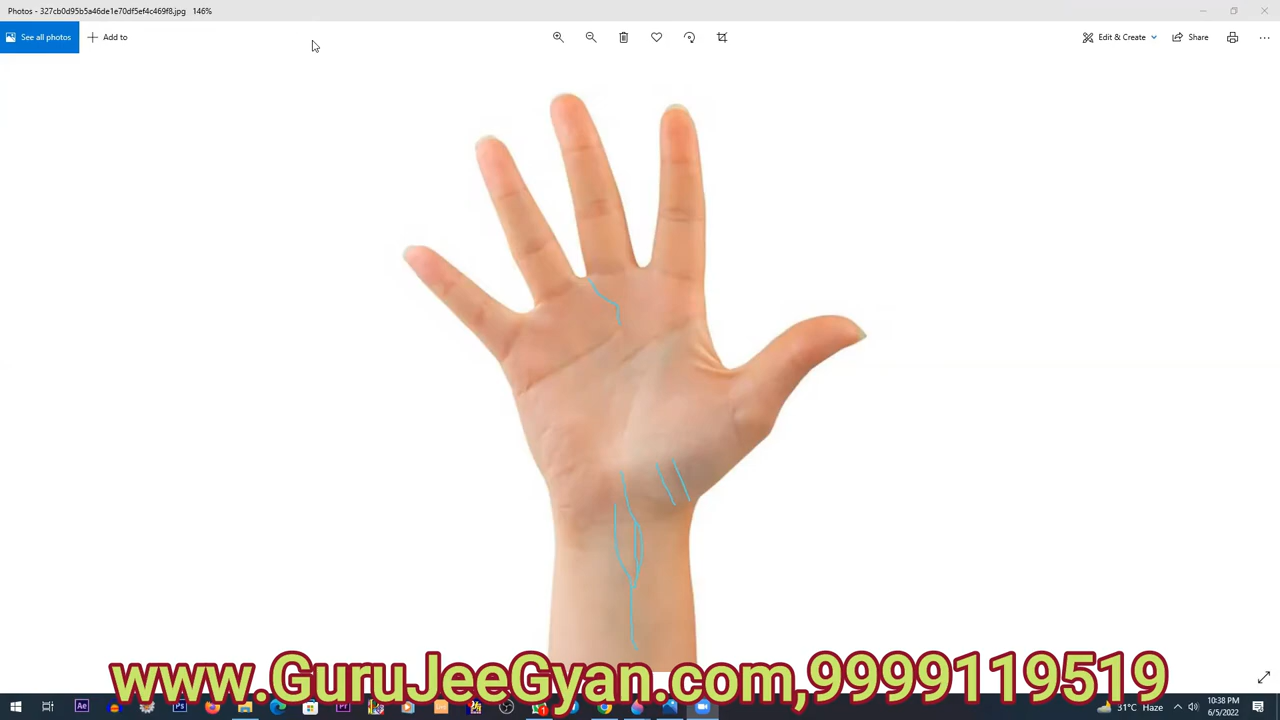 Photos - 327cb0d95b5a46de1e70df5ef4c469f8.jpg 146%
See all photos
Add to
Edit & Create
Share
www.GuruJeeGyan.com,9999119519
31°C Haze
10:38 PM
6/5/2022